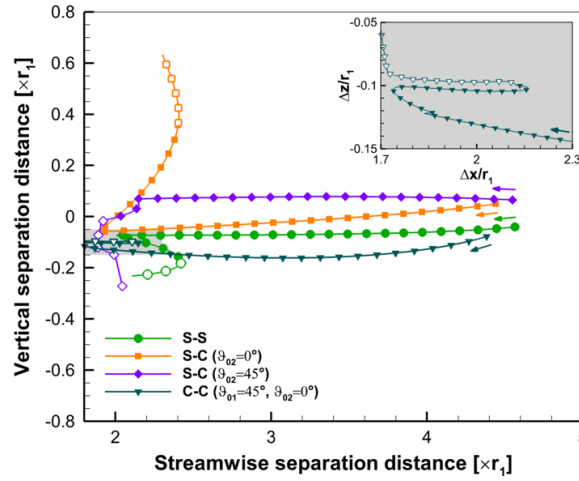 Vertical separation distance [×r₁]
0.8
0.6
0.4
0.2
0
-0.2
-0.4
-0.6
-0.8
2
3
4
5
Streamwise separation distance [×r₁]
S-S
S-C (ϑ₀₂=0°)
S-C (ϑ₀₂=45°)
C-C (ϑ₀₁=45°, ϑ₀₂=0°)
Δz/r₁
-0.05
-0.1
-0.15
1.7
2
2.3
Δx/r₁